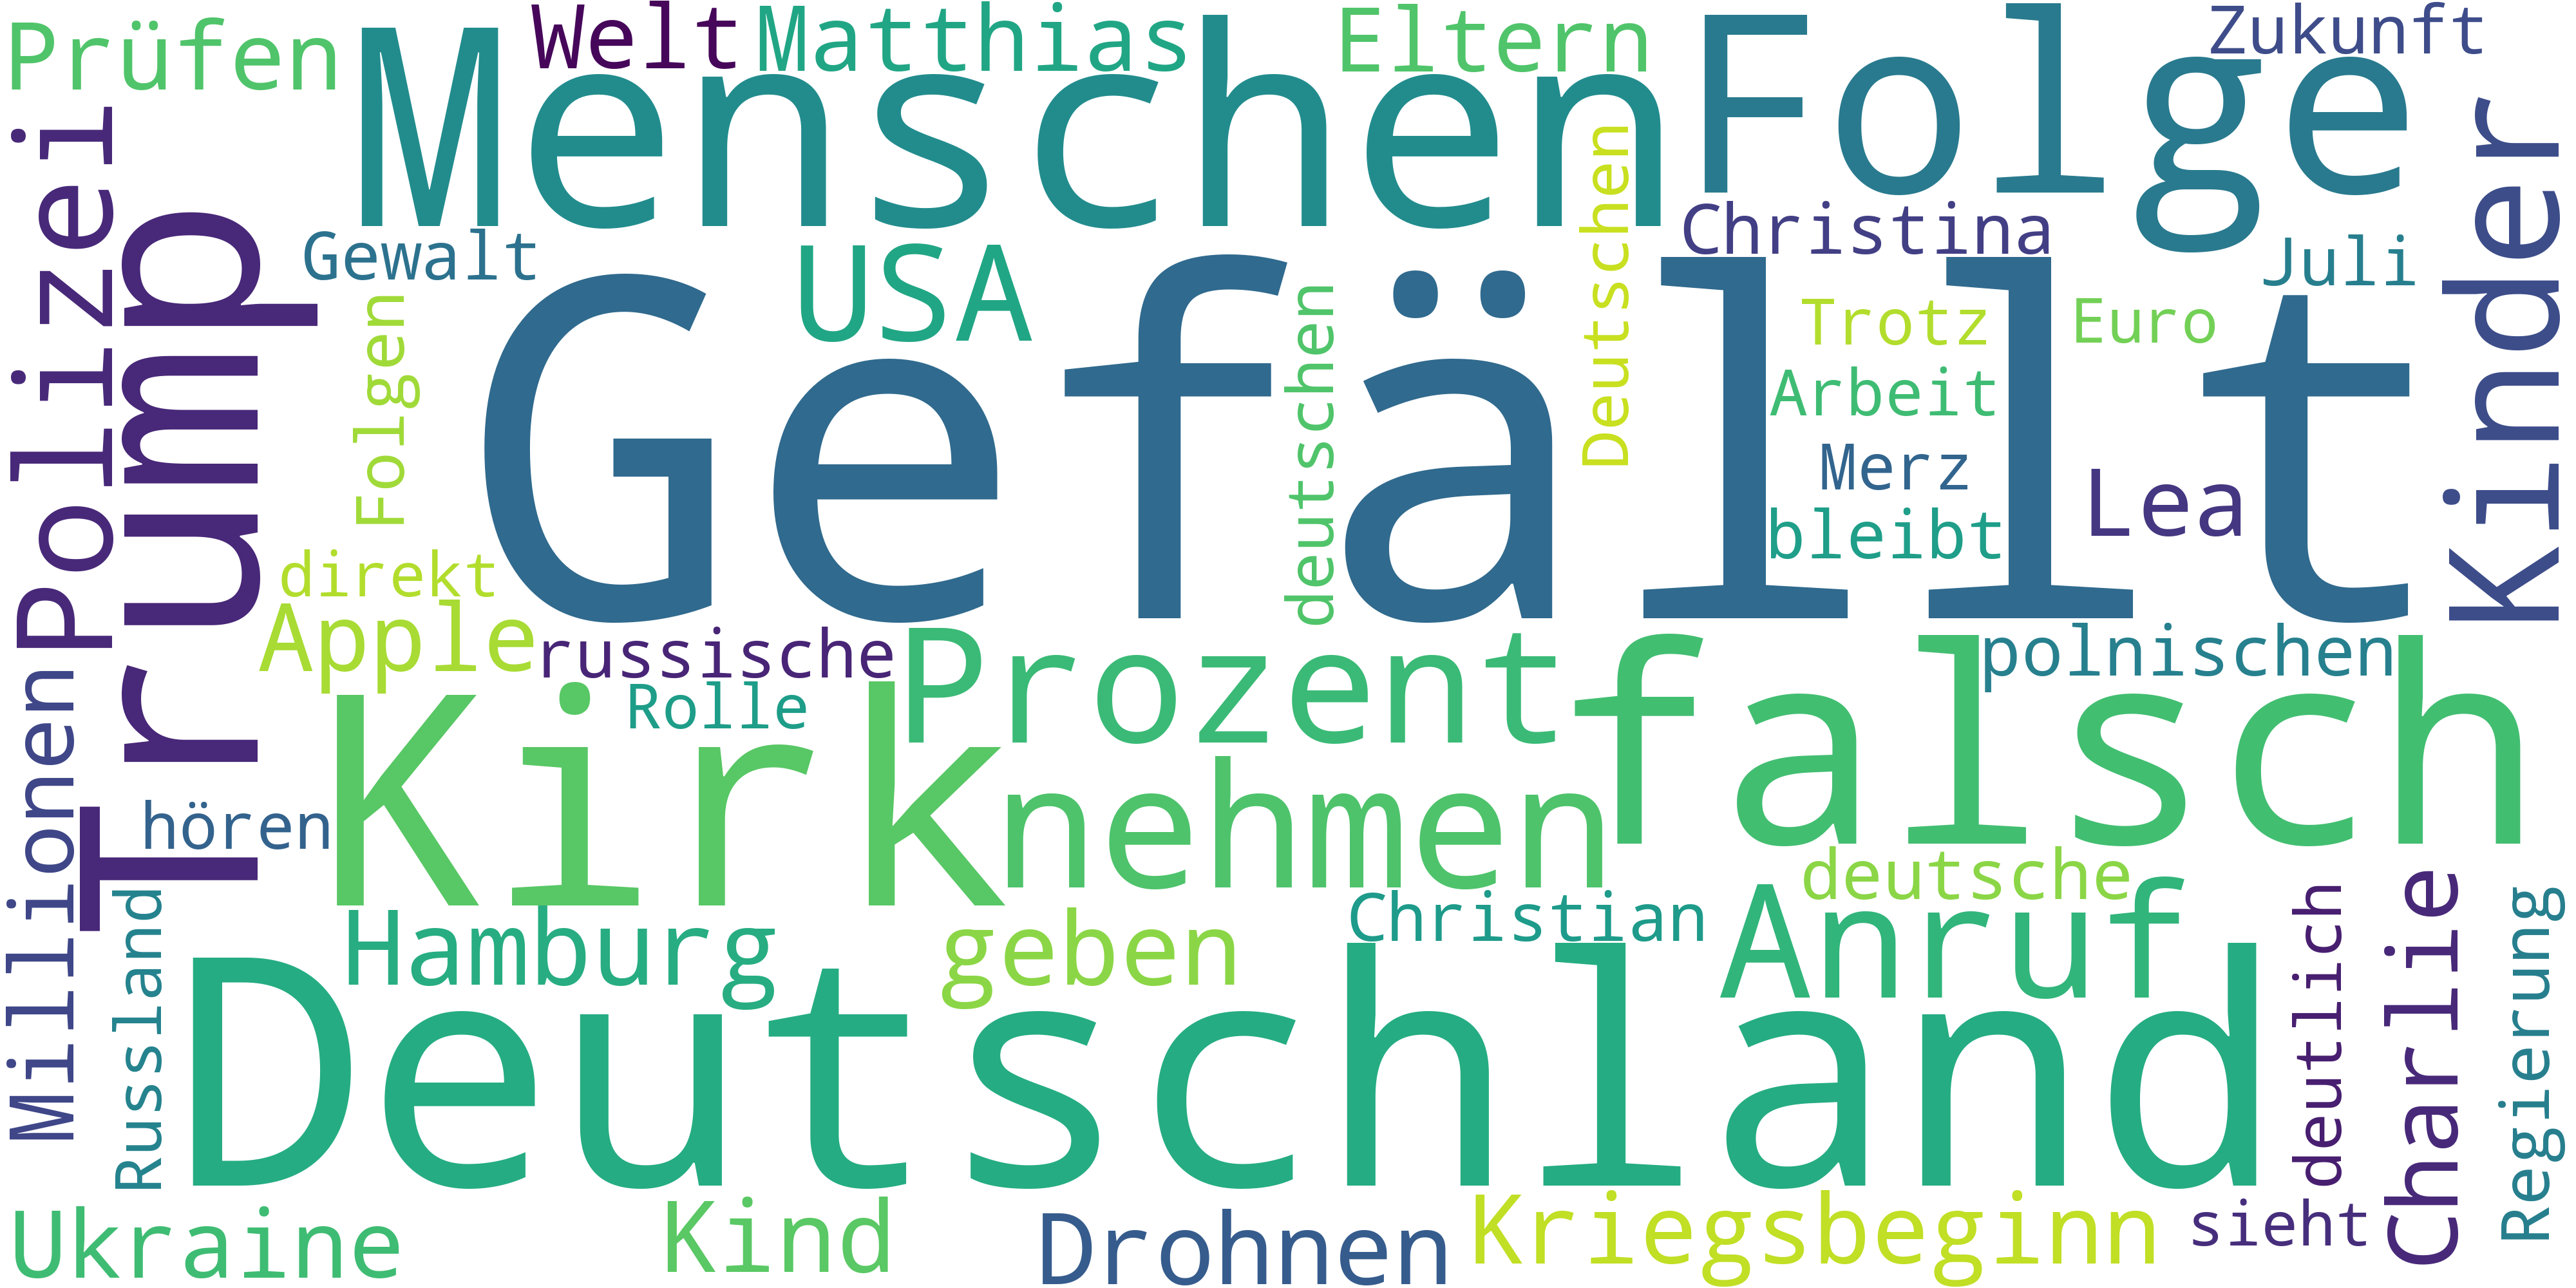 Prüfen
Welt
Matthias
Eltern
Zukunft
Menschen
Folge
Polizei
Trump
Kinder
Gewalt
USA
Deutschen
Christina
Juli
Gefällt
Folgen
deutschen
Trotz
Euro
Arbeit
Merz
Lea
bleibt
direkt
Apple
russische
Prozent
falsch
polnischen
Millionen
Kirk
Rolle
nehmen
hören
Russland
Hamburg
geben
Christian
deutsche
Anruf
deutlich
Charlie
Regierung
Deutschland
Ukraine
Kind
Drohnen
Kriegsbeginn
sieht